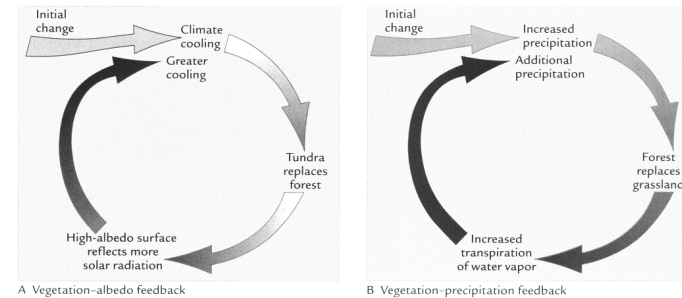 Initial
change
Climate
cooling
Greater
cooling
Tundra
replaces
forest
High-albedo surface
reflects more
solar radiation
A Vegetation–albedo feedback
Initial
change
Increased
precipitation
Additional
precipitation
Forest
replaces
grassland
Increased
transpiration
of water vapor
B Vegetation–precipitation feedback